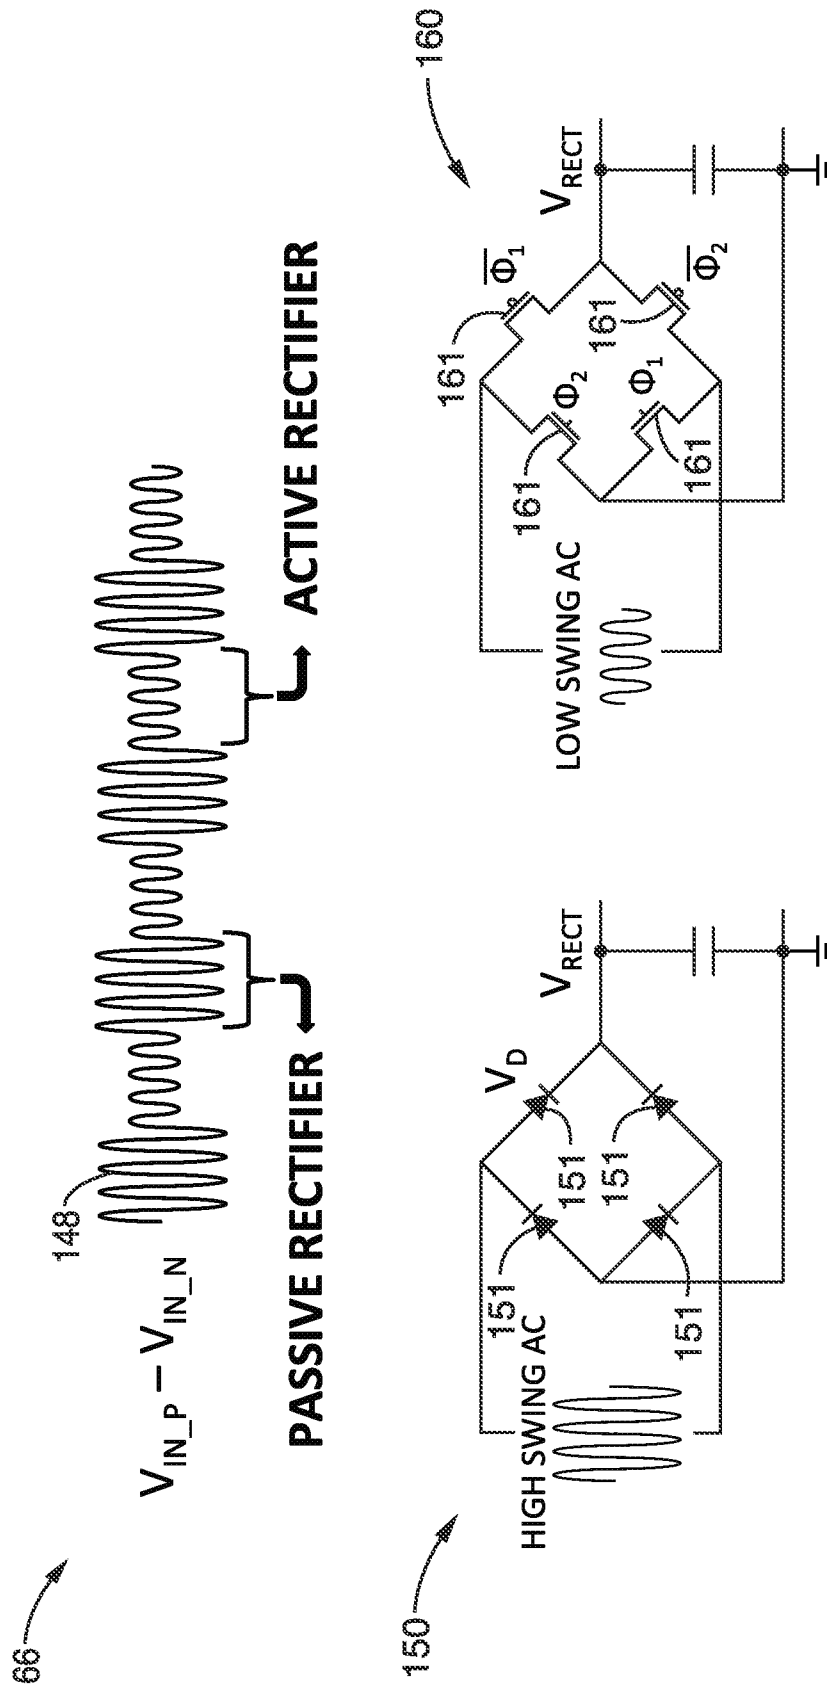 66
V_IN_P – V_IN_N
148
PASSIVE RECTIFIER
ACTIVE RECTIFIER
150
HIGH SWING AC
151
151
151
151
V_D
V_RECT
160
LOW SWING AC
161
161
161
161
Φ̅₁
Φ₂
Φ₁
Φ̅₂
V_RECT